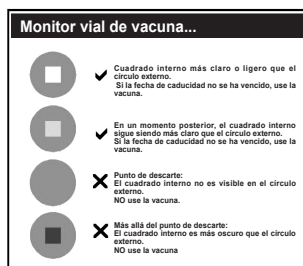 Monitor vial de vacuna...
Cuadrado interno más claro o ligero que el
círculo externo.
Si la fecha de caducidad no se ha vencido, use la
vacuna.
En un momento posterior, el cuadrado interno
sigue siendo más claro que el círculo externo.
Si la fecha de caducidad no se ha vencido, use la
vacuna.
Punto de descarte:
El cuadrado interno no es visible en el círculo
externo.
NO use la vacuna.
Más allá del punto de descarte:
El cuadrado interno es más oscuro que el círculo
externo.
NO use la vacuna